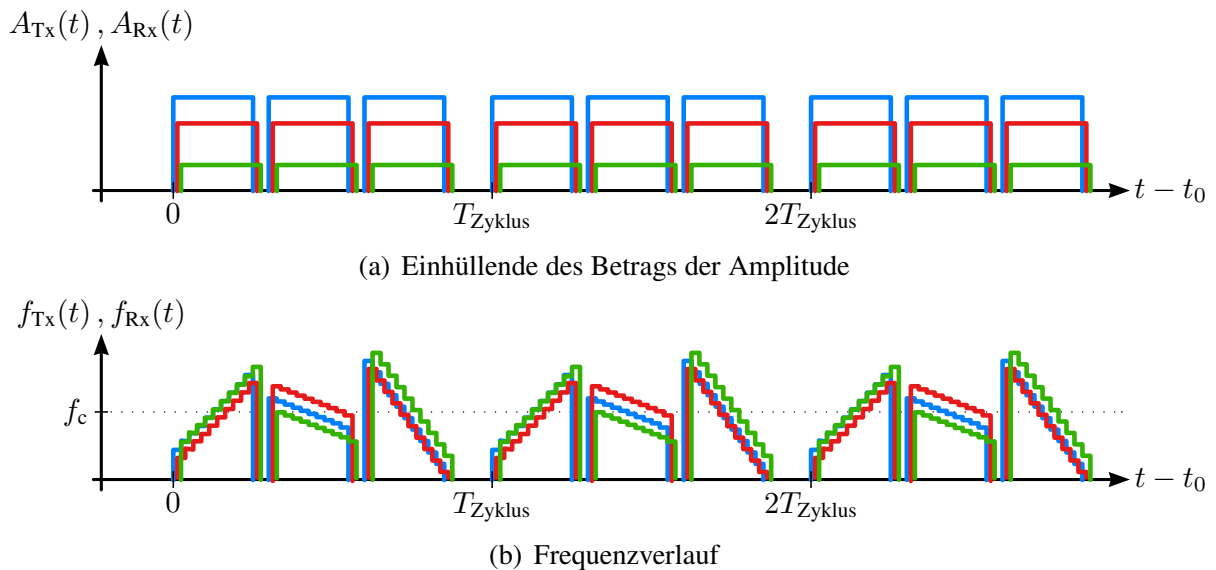 A_Tx(t) , A_Rx(t)
0 T_Zyklus 2T_Zyklus t − t_0
(a) Einhüllende des Betrags der Amplitude
f_Tx(t) , f_Rx(t)
f_c
0 T_Zyklus 2T_Zyklus t − t_0
(b) Frequenzverlauf